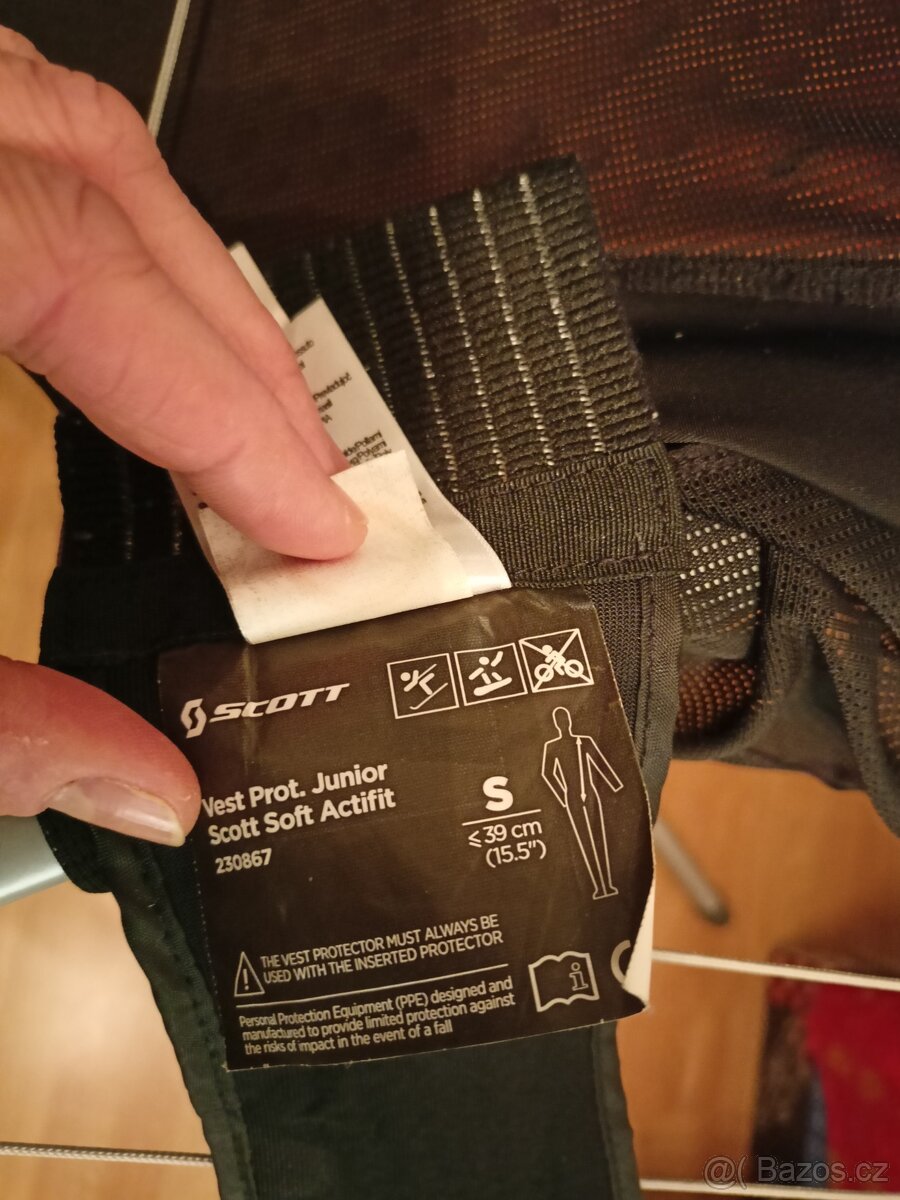 SCOTT
Vest Prot. Junior
Scott Soft Actifit
230867
S
≤39 cm
(15.5")
THE VEST PROTECTOR MUST ALWAYS BE
USED WITH THE INSERTED PROTECTOR
Personal Protection Equipment (PPE) designed and
manufactured to provide limited protection against
the risks of impact in the event of a fall
i
@( Bazos.cz